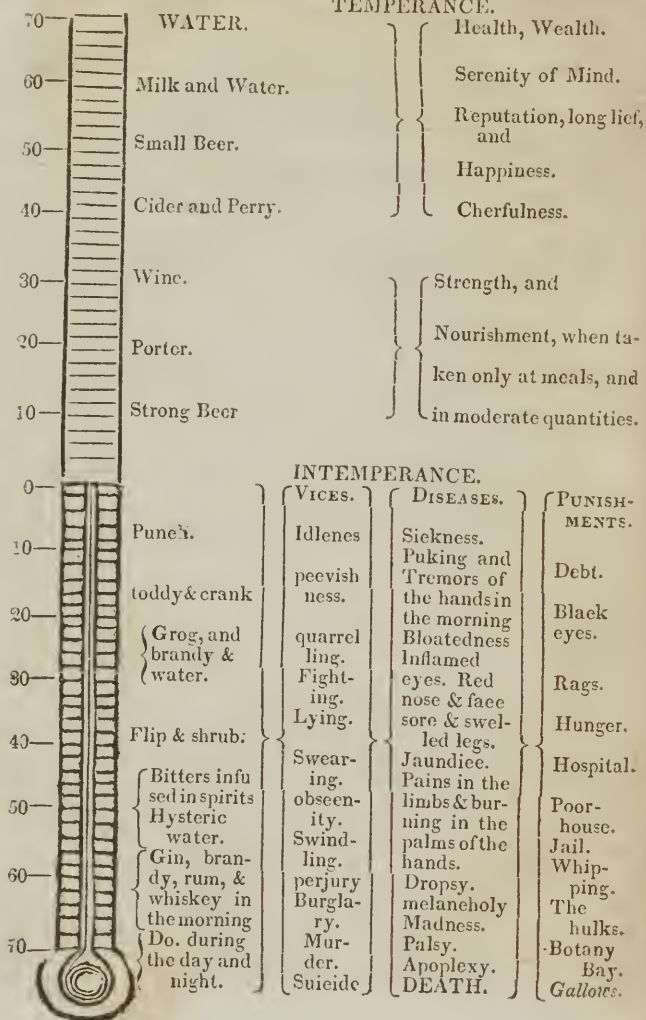 TEMPERANCE.
70— WATER. Health, Wealth.
60— Milk and Water. Serenity of Mind.
50— Small Beer. Reputation, long lief,
and
Happiness.
40— Cider and Perry. Cherfulness.
30— Wine. Strength, and
20— Porter. Nourishment, when ta-
ken only at meals, and
10— Strong Beer in moderate quantities.
INTEMPERANCE.
0—
10—
20—
30—
40—
50—
60—
70—
Punch.
toddy & crank
Grog, and
brandy &
water.
Flip & shrub:
Bitters infu
sed in spirits
Hysteric
water.
Gin, bran-
dy, rum, &
whiskey in
the morning
Do. during
the day and
night.
VICES.
Idlenes
peevish
ness.
quarrel
ling.
Fight-
ing.
Lying.
Swear-
ing.
obscen-
ity.
Swind-
ling.
perjury
Burgla-
ry.
Mur-
der.
Suicide
DISEASES.
Sickness.
Puking and
Tremors of
the hands in
the morning
Bloatedness
Inflamed
eyes. Red
nose & face
sore & swel-
led legs.
Jaundice.
Pains in the
limbs & bur-
ning in the
palms of the
hands.
Dropsy.
melancholy
Madness.
Palsy.
Apoplexy.
DEATH.
PUNISH-
MENTS.
Debt.
Black
eyes.
Rags.
Hunger.
Hospital.
Poor-
house.
Jail.
Whip-
ping.
The
hulks.
Botany
Bay.
Gallows.